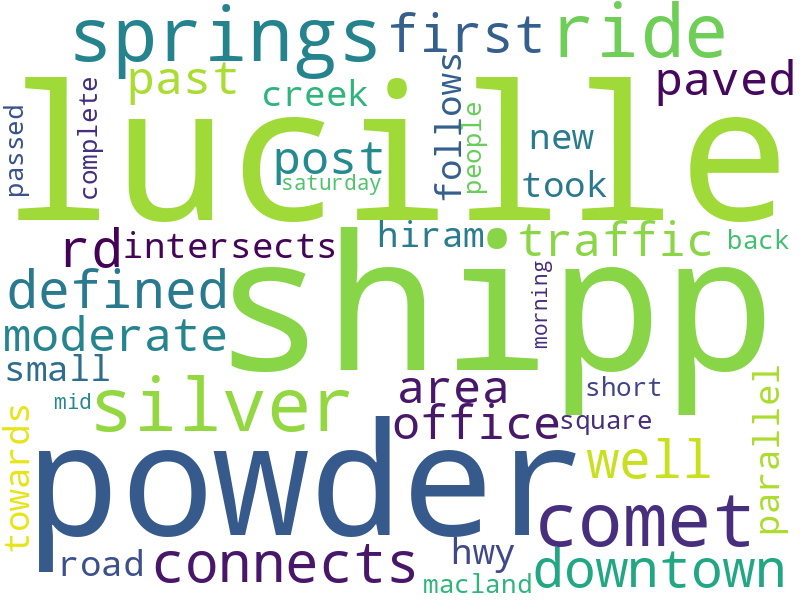 springs
first
ride
past
creek
paved
passed
complete
lucille
follows
people
post
saturday
new
took
rd
intersects
hiram
traffic
back
defined
shipp
moderate
morning
small
mid
silver
area
short
office
square
parallel
towards
powder
well
comet
road
connects
hwy
macland
downtown